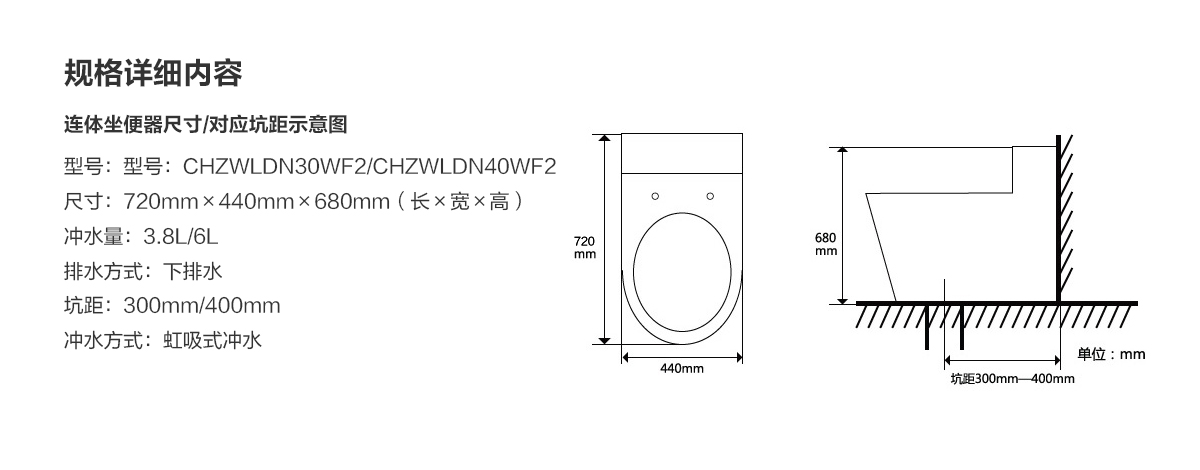 规格详细内容
连体坐便器尺寸/对应坑距示意图
型号：型号：CHZWLDN30WF2/CHZWLDN40WF2
尺寸：720mm×440mm×680mm（长×宽×高）
冲水量：3.8L/6L
排水方式：下排水
坑距：300mm/400mm
冲水方式：虹吸式冲水
720
mm
440mm
680
mm
单位：mm
坑距300mm—400mm